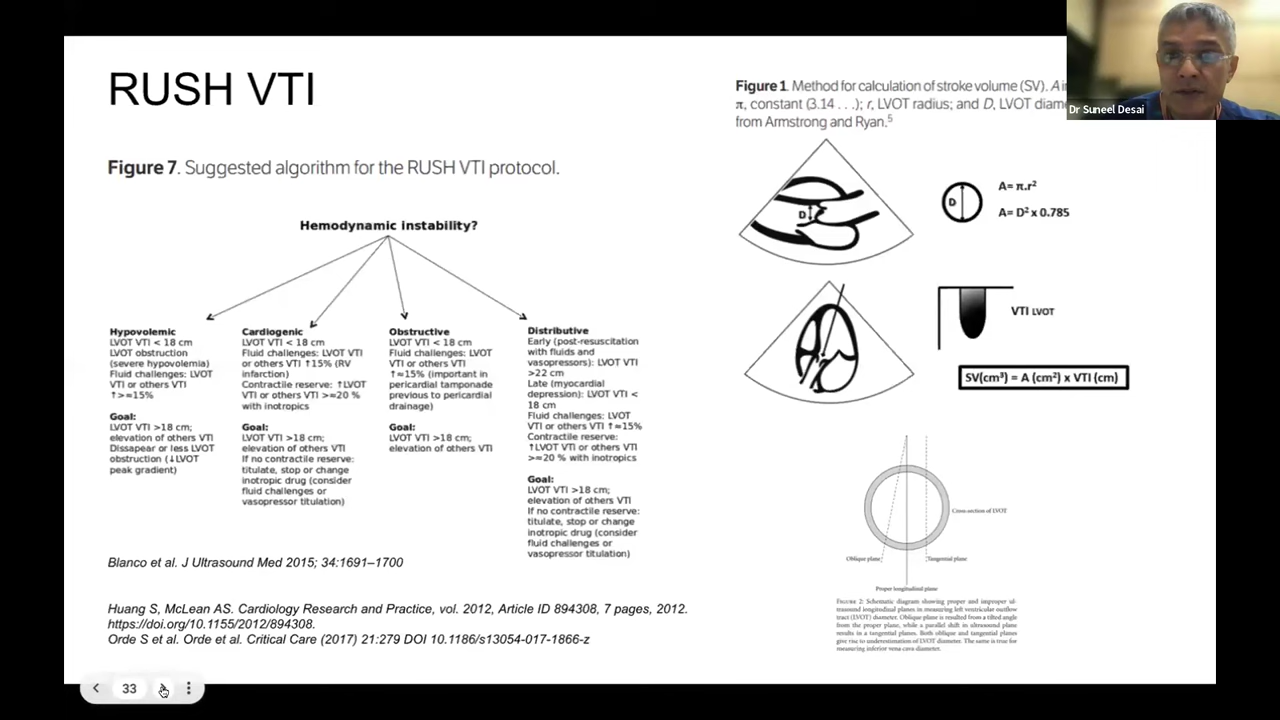 RUSH VTI
Figure 7. Suggested algorithm for the RUSH VTI protocol.
Hemodynamic instability?
Hypovolemic
LVOT VTI < 18 cm
LVOT obstruction
(severe hypovolemia)
Fluid challenges: LOVT
VTI or others VTI
↑>≈15%
Goal:
LVOT VTI >18 cm;
elevation of others VTI
Dissapear or less LVOT
obstruction (↓LVOT
peak gradient)
Cardiogenic
LVOT VTI < 18 cm
Fluid challenges: LOVT VTI
or others VTI ↑15% (RV
infarction)
Contractile reserve: ↑LVOT
VTI or others VTI >≈20 %
with inotropics
Goal:
LVOT VTI >18 cm;
elevation of others VTI
If no contractile reserve:
titulate, stop or change
inotropic drug (consider
fluid challenges or
vasopressor titulation)
Obstructive
LVOT VTI < 18 cm
Fluid challenges: LOVT
VTI or others VTI
↑≈15% (important in
pericardial tamponade
previous to pericardial
drainage)
Goal:
LVOT VTI >18 cm;
elevation of others VTI
Distributive
Early (post-resuscitation
with fluids and
vasopressors): LVOT VTI
>22 cm
Late (myocardial
depression): LVOT VTI <
18 cm
Fluid challenges: LOVT
VTI or others VTI ↑≈15%
Contractile reserve:
↑LVOT VTI or others VTI
>≈20 % with inotropics
Goal:
LVOT VTI >18 cm;
elevation of others VTI
If no contractile reserve:
titulate, stop or change
inotropic drug (consider
fluid challenges or
vasopressor titulation)
Blanco et al. J Ultrasound Med 2015; 34:1691–1700
Huang S, McLean AS. Cardiology Research and Practice, vol. 2012, Article ID 894308, 7 pages, 2012.
https://doi.org/10.1155/2012/894308.
Orde S et al. Orde et al. Critical Care (2017) 21:279 DOI 10.1186/s13054-017-1866-z
33
Figure 1. Method for calculation of stroke volume (SV). A
π, constant (3.14 . . .); r, LVOT radius; and D, LVOT
from Armstrong and Ryan.5
D
D
A= π.r²
A= D² x 0.785
VTI LVOT
SV(cm³) = A (cm²) x VTI (cm)
Cross-section of LVOT
Oblique plane
Tangential plane
Proper longitudinal plane
FIGURE 2: Schematic diagram showing proper and improper ul-
trasound longitudinal planes in measuring left ventricular outflow
tract (LVOT) diameter. Oblique plane is resulted from a tilted angle
from the proper plane, while a parallel shift in ultrasound plane
results in a tangential planes. Both oblique and tangential planes
give rise to underestimation of LVOT diameter. The same is true for
measuring inferior vena cava diameter.
Dr Suneel Desai